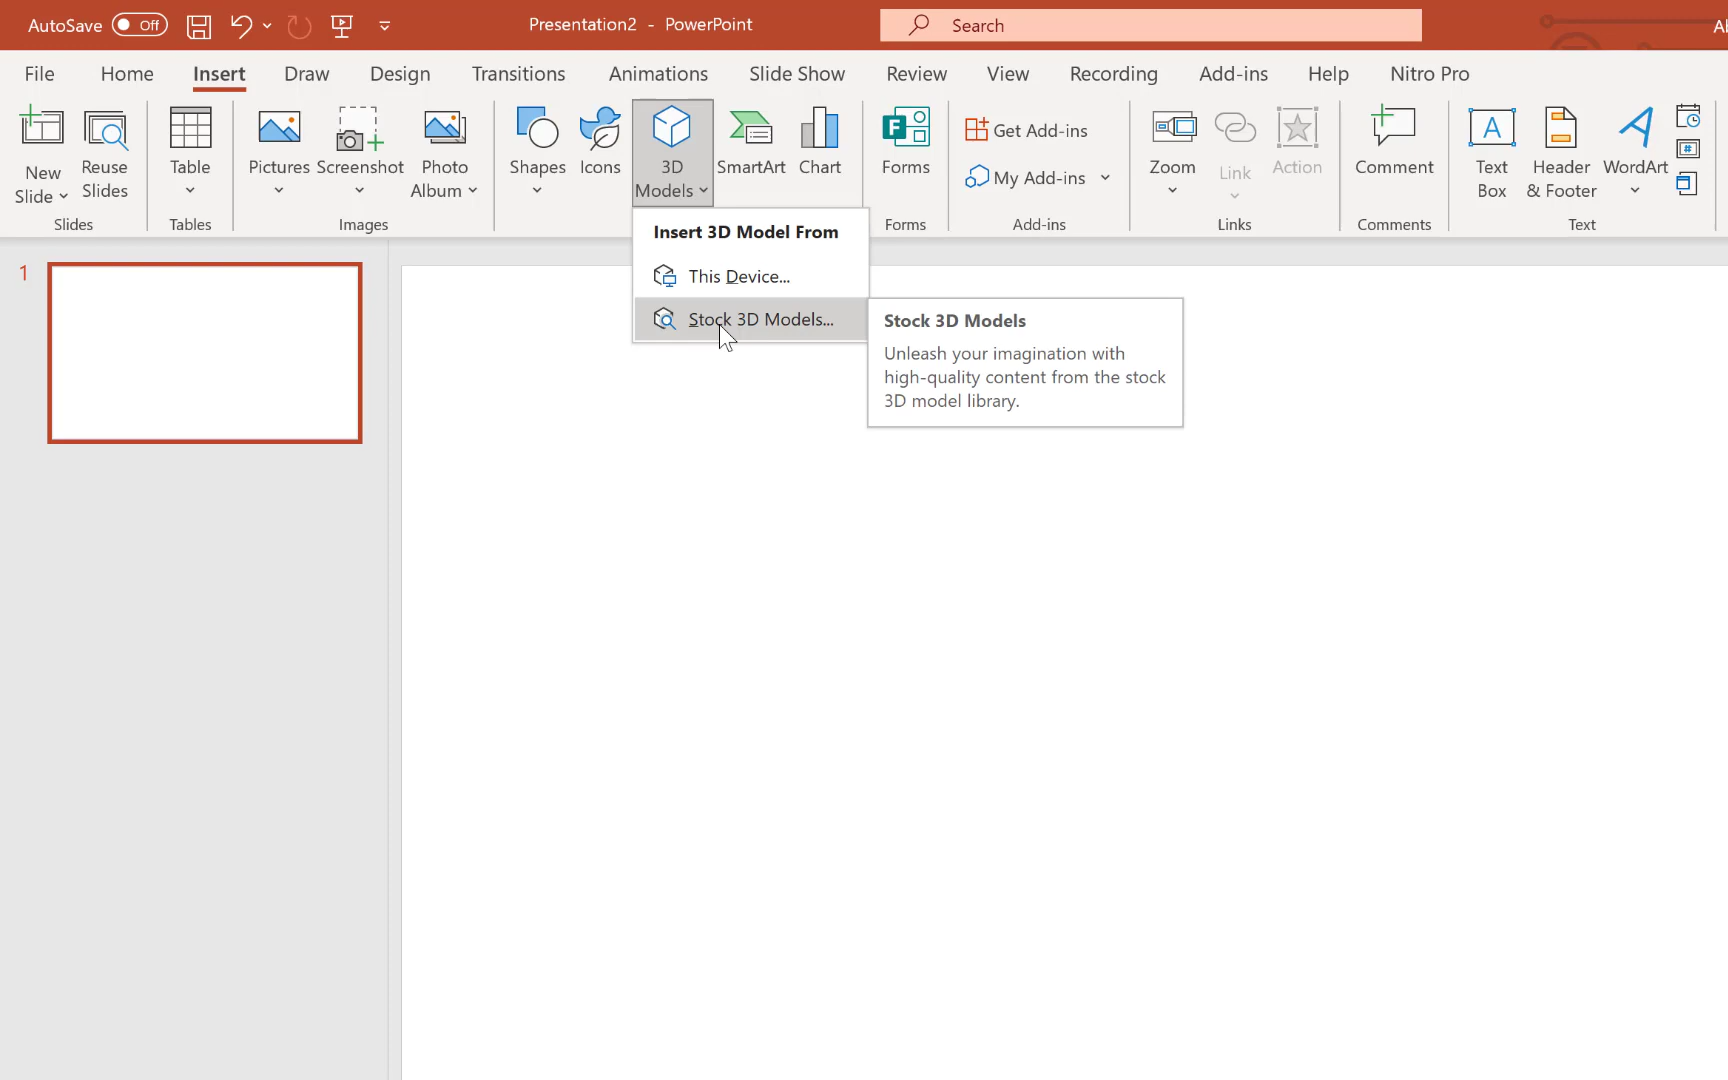 AutoSave Off Presentation2 - PowerPoint Search
File Home Insert Draw Design Transitions Animations Slide Show Review View Recording Add-ins Help Nitro Pro
New Slide
Reuse Slides
Slides
Table
Tables
Pictures
Screenshot
Photo Album
Images
Shapes
Icons
3D Models
SmartArt
Chart
F
Forms
Forms
Get Add-ins
My Add-ins
Add-ins
Zoom
Link
Action
Links
Comment
Comments
A
Text Box
Header & Footer
WordArt
#
Text
Insert 3D Model From
This Device...
Stock 3D Models...
Stock 3D Models
Unleash your imagination with
high-quality content from the stock
3D model library.
1